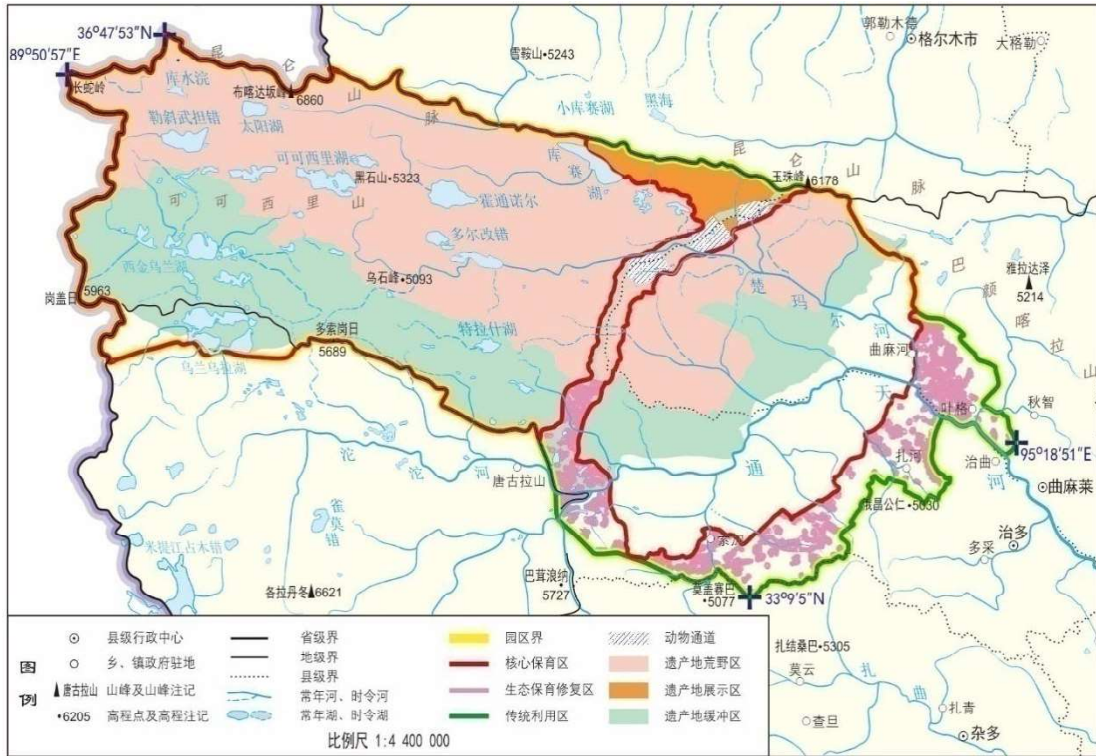 36°47′53″N
89°50′57″E
长蛇岭
库水浣
布喀达坂峰
6860
昆仑山脉
雪鞍山•5243
郭勒木德
格尔木市
大格勒
小库赛湖
黑海
勒斜武担错
太阳湖
可可西里湖
黑石山•5323
库赛湖
昆仑山脉
玉珠峰
6178
可可西里山
霍通诺尔
多尔改错
西金乌兰湖
乌石峰•5093
楚玛尔河
巴颜喀拉山
雅拉达泽
5214
岗盖日
5963
多索岗日
5689
特拉什湖
曲麻河
乌兰乌拉湖
叶格
秋智
沱沱河
唐古拉山
通天河
扎河
治曲
95°18′51″E
曲麻莱
雀莫错
•5030
治多
多采
索加
米提江占木错
各拉丹冬
6621
巴茸浪纳
5727
莫盖赛巴
•5077
33°9′5″N
扎结桑巴•5305
莫云
扎曲
查旦
扎青
杂多
图例
县级行政中心
乡、镇政府驻地
唐古拉山 山峰及山峰注记
•6205 高程点及高程注记
省级界
地级界
县级界
常年河、时令河
常年湖、时令湖
园区界
核心保育区
生态保育修复区
传统利用区
动物通道
遗产地荒野区
遗产地展示区
遗产地缓冲区
比例尺 1:4 400 000